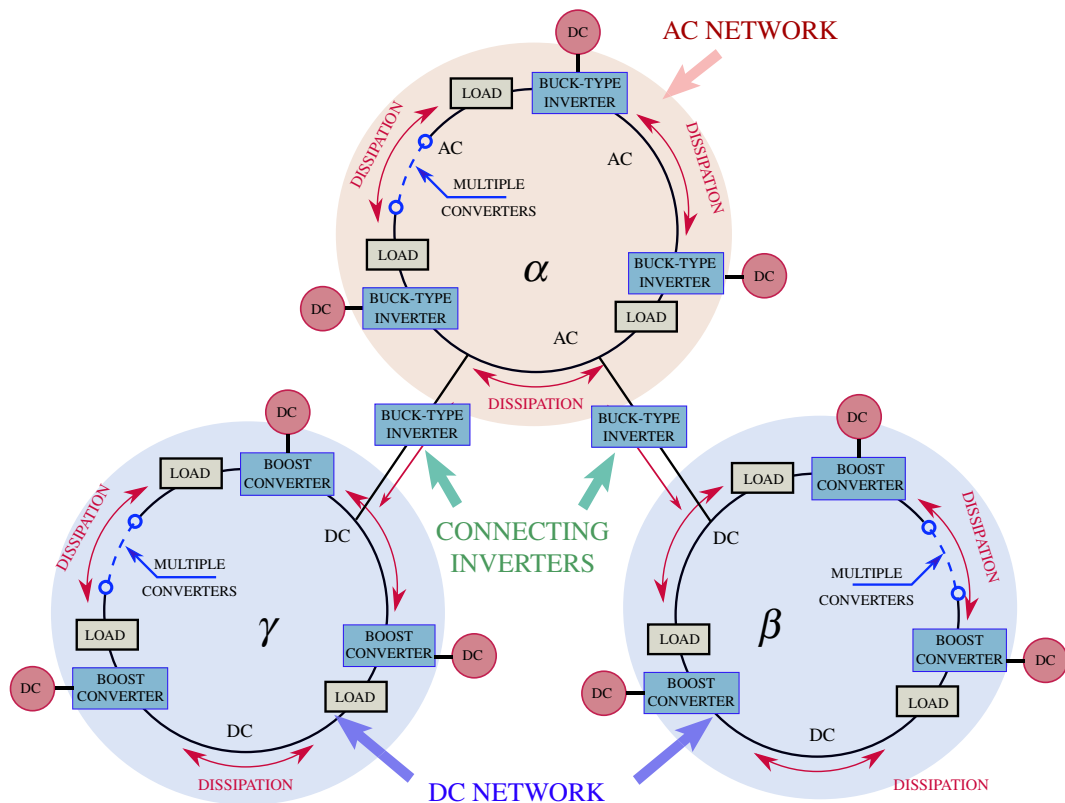 DC
AC NETWORK
BUCK-TYPE
INVERTER
LOAD
DISSIPATION
DISSIPATION
AC
AC
MULTIPLE
CONVERTERS
LOAD
α
BUCK-TYPE
INVERTER
DC
DC
BUCK-TYPE
INVERTER
LOAD
AC
DISSIPATION
BUCK-TYPE
INVERTER
BUCK-TYPE
INVERTER
CONNECTING
INVERTERS
DC
BOOST
CONVERTER
LOAD
DISSIPATION
DC
MULTIPLE
CONVERTERS
LOAD
γ
BOOST
CONVERTER
DC
DC
BOOST
CONVERTER
LOAD
DC
DISSIPATION
DC
BOOST
CONVERTER
LOAD
DISSIPATION
DC
MULTIPLE
CONVERTERS
LOAD
β
BOOST
CONVERTER
DC
DC
BOOST
CONVERTER
LOAD
DC
DISSIPATION
DC NETWORK